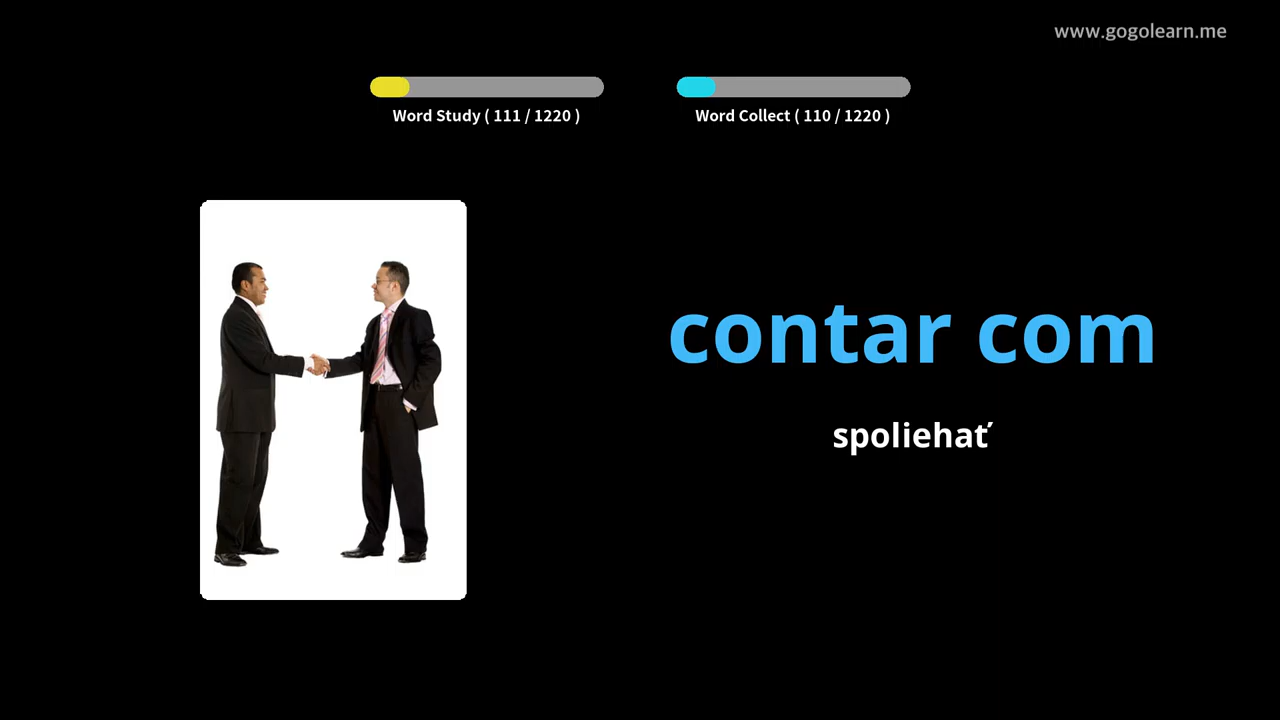 www.gogolearn.me
Word Study ( 111 / 1220 )
Word Collect ( 110 / 1220 )
contar com
spoliehať